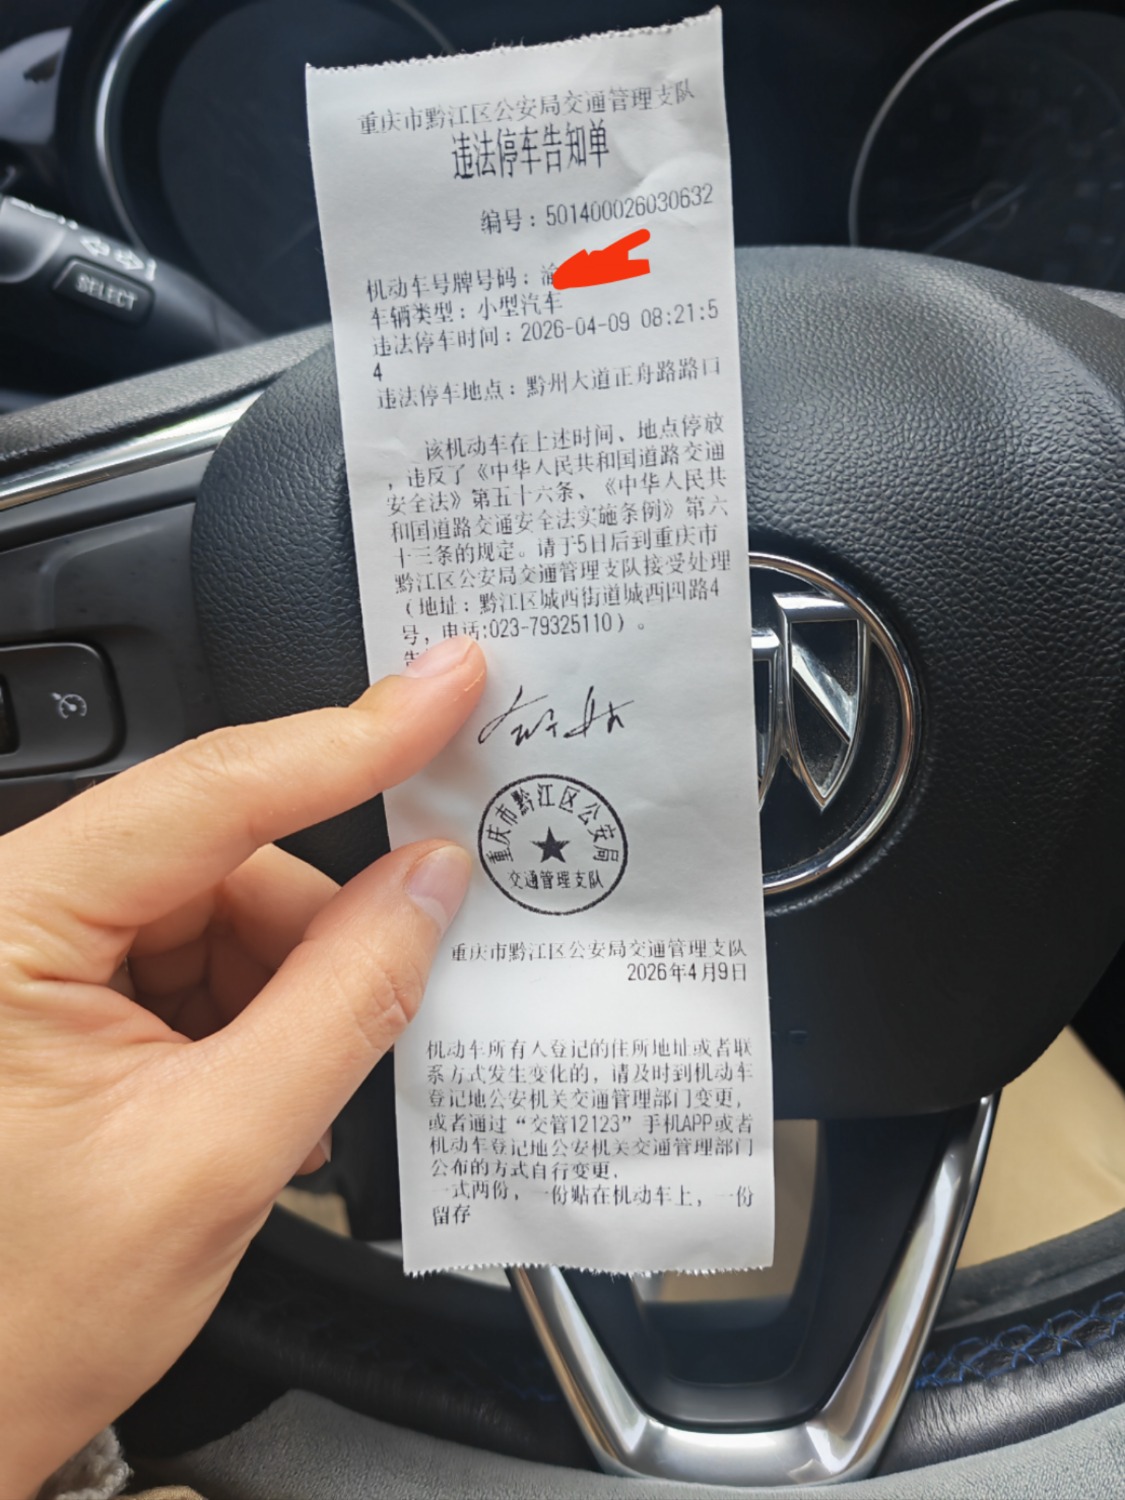 重庆市黔江区公安局交通管理支队
违法停车告知单
编号：501400026030632
机动车号牌号码：渝
车辆类型：小型汽车
违法停车时间：2026-04-09 08:21:5
4
违法停车地点：黔州大道正舟路路口
该机动车在上述时间、地点停放
，违反了《中华人民共和国道路交通
安全法》第五十六条、《中华人民共
和国道路交通安全法实施条例》第六
十三条的规定。请于5日后到重庆市
黔江区公安局交通管理支队接受处理
（地址：黔江区城西街道城西四路4
号，电话:023-79325110）。
告
重庆市黔江区公安局
交通管理支队
重庆市黔江区公安局交通管理支队
2026年4月9日
机动车所有人登记的住所地址或者联
系方式发生变化的，请及时到机动车
登记地公安机关交通管理部门变更，
或者通过“交管12123”手机APP或者
机动车登记地公安机关交通管理部门
公布的方式自行变更．
一式两份，一份贴在机动车上，一份
留存
SELECT